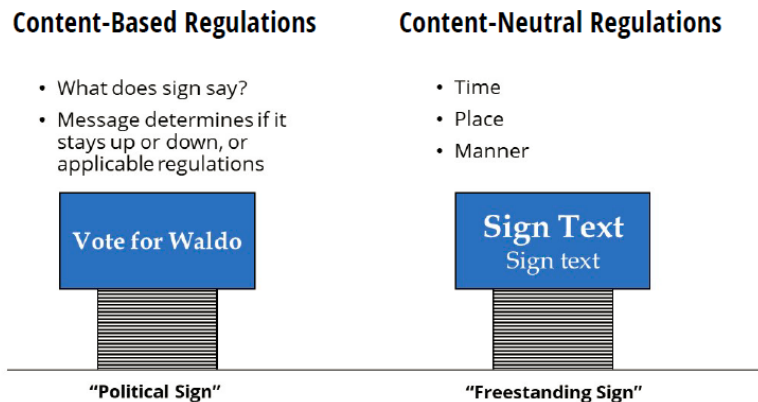 Content-Based Regulations
• What does sign say?
• Message determines if it
stays up or down, or
applicable regulations
Vote for Waldo
“Political Sign”
Content-Neutral Regulations
• Time
• Place
• Manner
Sign Text
Sign text
“Freestanding Sign”